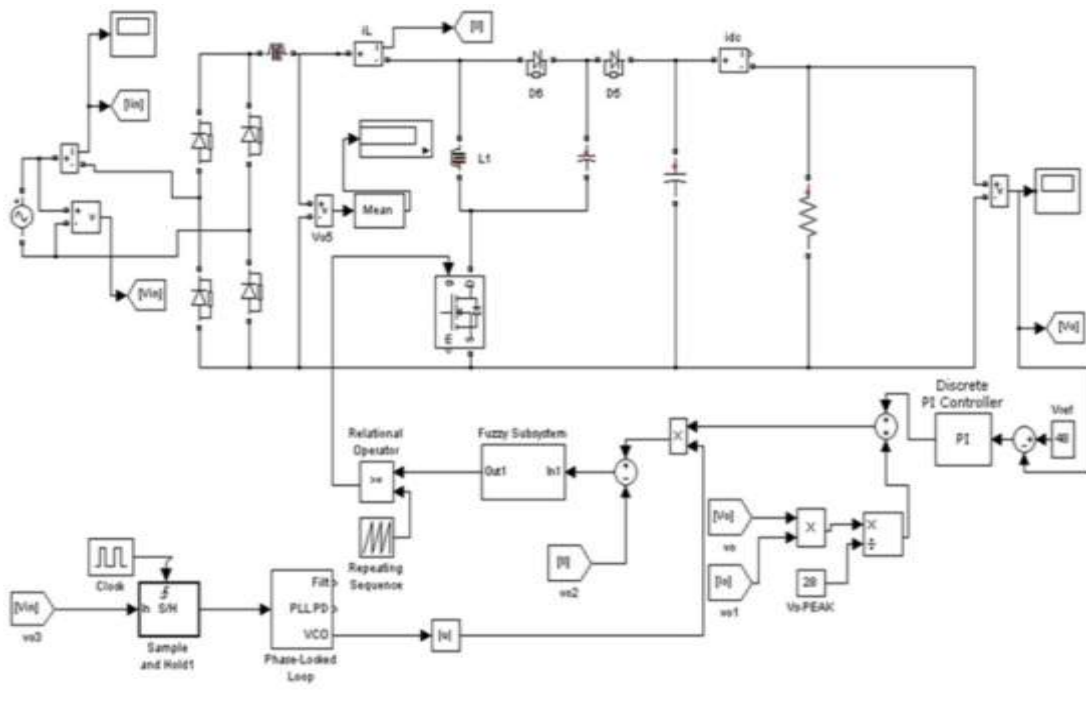 iL
[I]
idc
[Iin]
D6
D5
L1
Mean
Vo5
v
[Vin]
[Vo]
Discrete
PI Controller
Vref
PI
48
Relational
Operator
>=
Fuzzy Subsystem
Out1
In1
X
[Vo]
vo
X
X
÷
Repeating
Sequence
[I]
vo2
[Io]
vo1
28
Vs-PEAK
Clock
[Vin]
vo3
In
S/H
Sample
and Hold1
Filt
PLL.PD
VCO
Phase-Locked
Loop
|u|